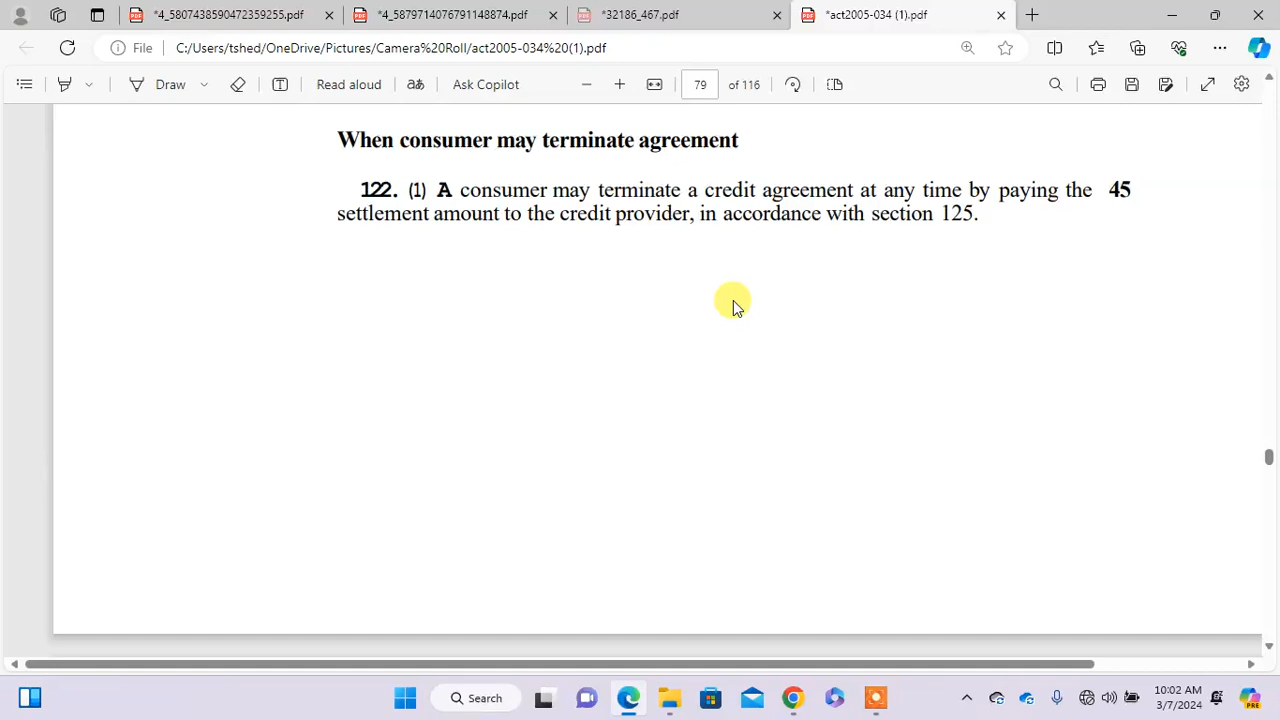 *4_5807438590472359255.pdf
*4_5879714076791148874.pdf
*32186_467.pdf
*act2005-034 (1).pdf
File
C:/Users/tshed/OneDrive/Pictures/Camera%20Roll/act2005-034%20(1).pdf
Draw
Read aloud
Ask Copilot
79 of 116
When consumer may terminate agreement
122. (1) A consumer may terminate a credit agreement at any time by paying the 45
settlement amount to the credit provider, in accordance with section 125.
Search
10:02 AM
3/7/2024
PRE